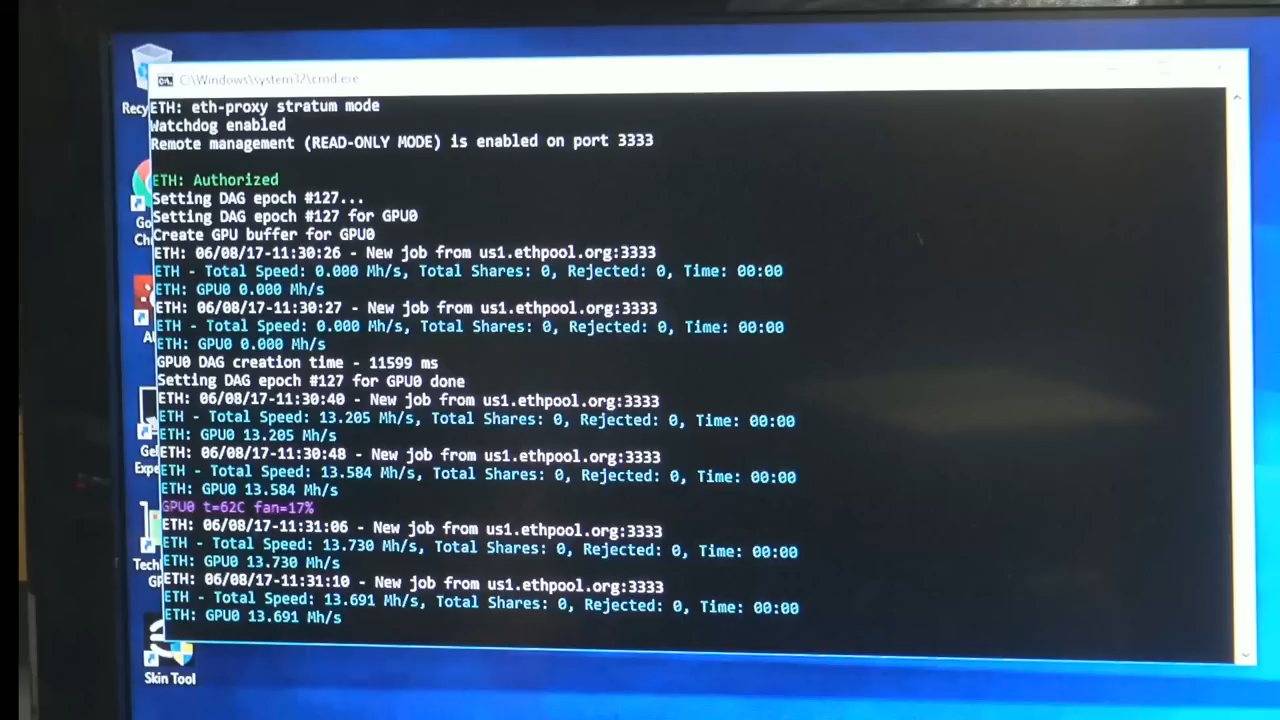 C:\Windows\system32\cmd.exe
ETH: eth-proxy stratum mode
Watchdog enabled
Remote management (READ-ONLY MODE) is enabled on port 3333
ETH: Authorized
Setting DAG epoch #127...
Setting DAG epoch #127 for GPU0
Create GPU buffer for GPU0
ETH: 06/08/17-11:30:26 - New job from us1.ethpool.org:3333
ETH - Total Speed: 0.000 Mh/s, Total Shares: 0, Rejected: 0, Time: 00:00
ETH: GPU0 0.000 Mh/s
ETH: 06/08/17-11:30:27 - New job from us1.ethpool.org:3333
ETH - Total Speed: 0.000 Mh/s, Total Shares: 0, Rejected: 0, Time: 00:00
ETH: GPU0 0.000 Mh/s
GPU0 DAG creation time - 11599 ms
Setting DAG epoch #127 for GPU0 done
ETH: 06/08/17-11:30:40 - New job from us1.ethpool.org:3333
ETH - Total Speed: 13.205 Mh/s, Total Shares: 0, Rejected: 0, Time: 00:00
ETH: GPU0 13.205 Mh/s
ETH: 06/08/17-11:30:48 - New job from us1.ethpool.org:3333
ETH - Total Speed: 13.584 Mh/s, Total Shares: 0, Rejected: 0, Time: 00:00
ETH: GPU0 13.584 Mh/s
GPU0 t=62C fan=17%
ETH: 06/08/17-11:31:06 - New job from us1.ethpool.org:3333
ETH - Total Speed: 13.730 Mh/s, Total Shares: 0, Rejected: 0, Time: 00:00
ETH: GPU0 13.730 Mh/s
ETH: 06/08/17-11:31:10 - New job from us1.ethpool.org:3333
ETH - Total Speed: 13.691 Mh/s, Total Shares: 0, Rejected: 0, Time: 00:00
ETH: GPU0 13.691 Mh/s
Recy
Go
Ch
Ge
Expe
Tech
GP
Skin Tool